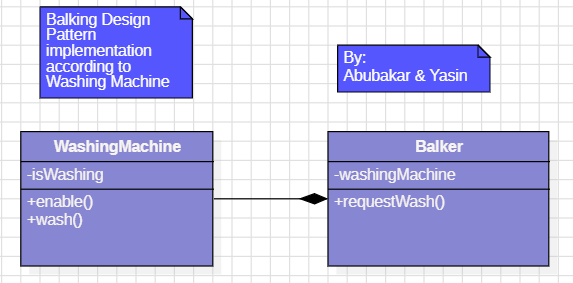 Balking Design
Pattern
implementation
according to
Washing Machine
By:
Abubakar & Yasin
WashingMachine
-isWashing
+enable()
+wash()
Balker
-washingMachine
+requestWash()